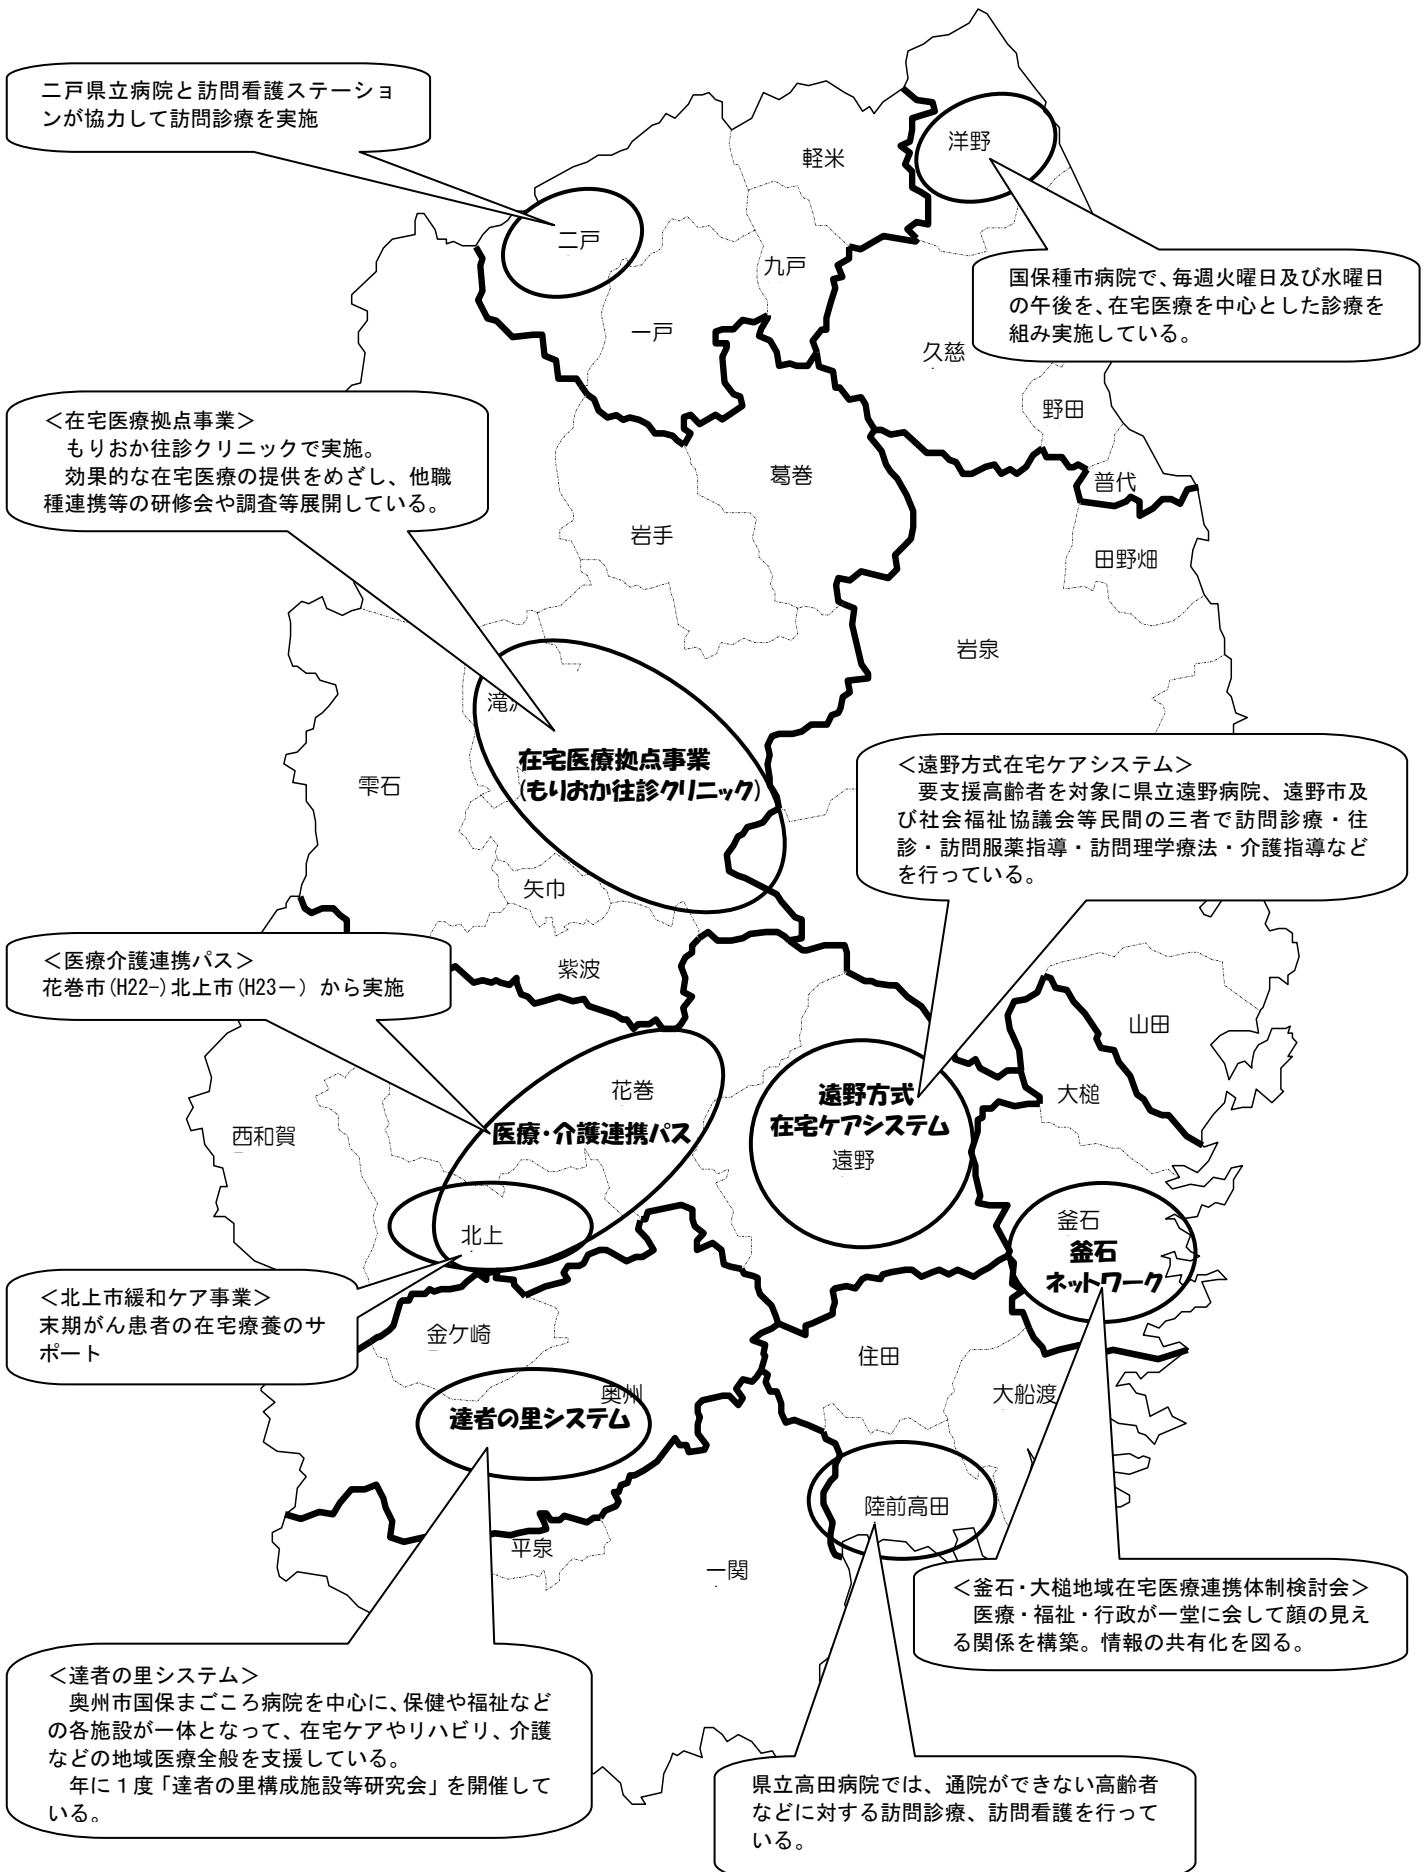 二戸県立病院と訪問看護ステーショ
ンが協力して訪問診療を実施
洋野
軽米
二戸
九戸
一戸
国保種市病院で、毎週火曜日及び水曜日
の午後を、在宅医療を中心とした診療を
組み実施している。
久慈
野田
普代
＜在宅医療拠点事業＞
もりおか往診クリニックで実施。
効果的な在宅医療の提供をめざし、他職
種連携等の研修会や調査等展開している。
葛巻
岩手
田野畑
岩泉
滝
在宅医療拠点事業
(もりおか往診クリニック)
雫石
＜遠野方式在宅ケアシステム＞
要支援高齢者を対象に県立遠野病院、遠野市及
び社会福祉協議会等民間の三者で訪問診療・往
診・訪問服薬指導・訪問理学療法・介護指導など
を行っている。
矢巾
紫波
＜医療介護連携パス＞
花巻市(H22-)北上市(H23－）から実施
山田
大槌
花巻
医療・介護連携パス
遠野方式
在宅ケアシステム
遠野
西和賀
北上
釜石
釜石
ネットワーク
＜北上市緩和ケア事業＞
末期がん患者の在宅療養のサ
ポート
金ケ崎
住田
大船渡
奥州
達者の里システム
陸前高田
平泉
一関
＜釜石・大槌地域在宅医療連携体制検討会＞
医療・福祉・行政が一堂に会して顔の見え
る関係を構築。情報の共有化を図る。
＜達者の里システム＞
奥州市国保まごころ病院を中心に、保健や福祉など
の各施設が一体となって、在宅ケアやリハビリ、介護
などの地域医療全般を支援している。
年に１度「達者の里構成施設等研究会」を開催して
いる。
県立高田病院では、通院ができない高齢者
などに対する訪問診療、訪問看護を行って
いる。